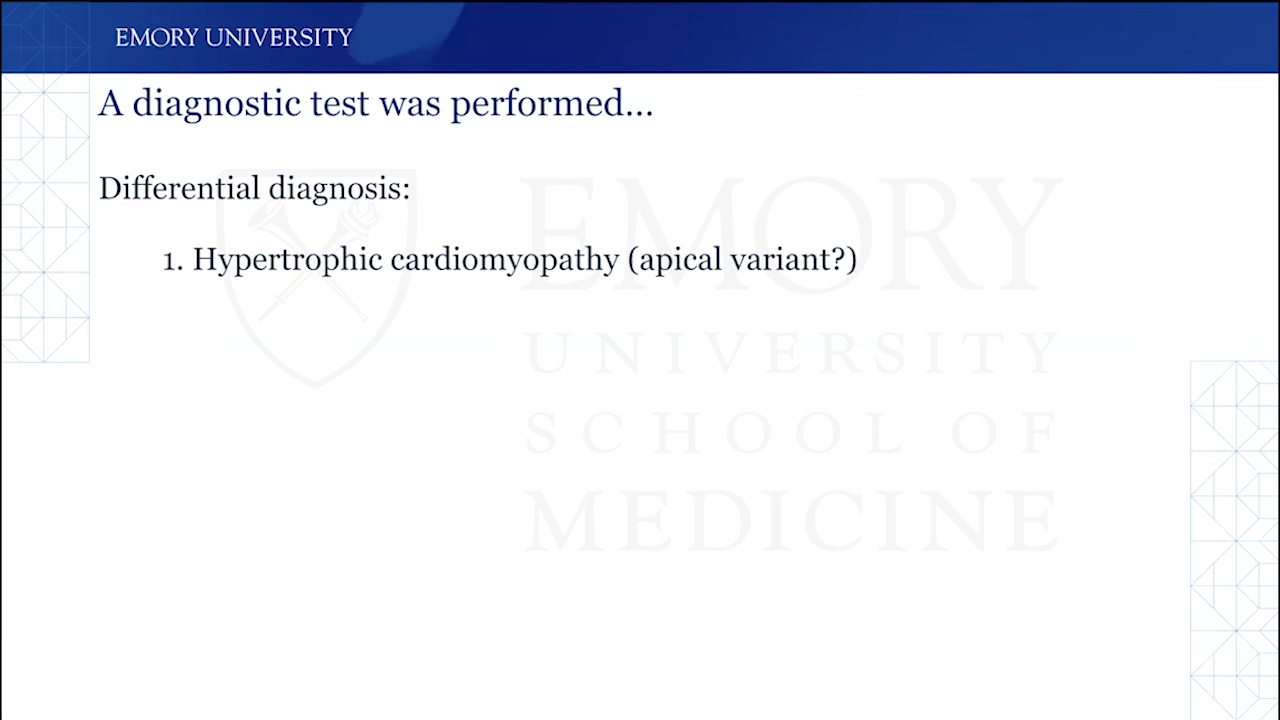 EMORY UNIVERSITY
A diagnostic test was performed...
Differential diagnosis:
1. Hypertrophic cardiomyopathy (apical variant?)
EMORY
UNIVERSITY
SCHOOL OF
MEDICINE